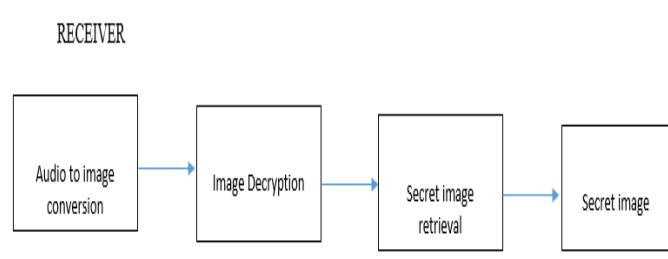 RECEIVER
Audio to image
conversion
Image Decryption
Secret image
retrieval
Secret image